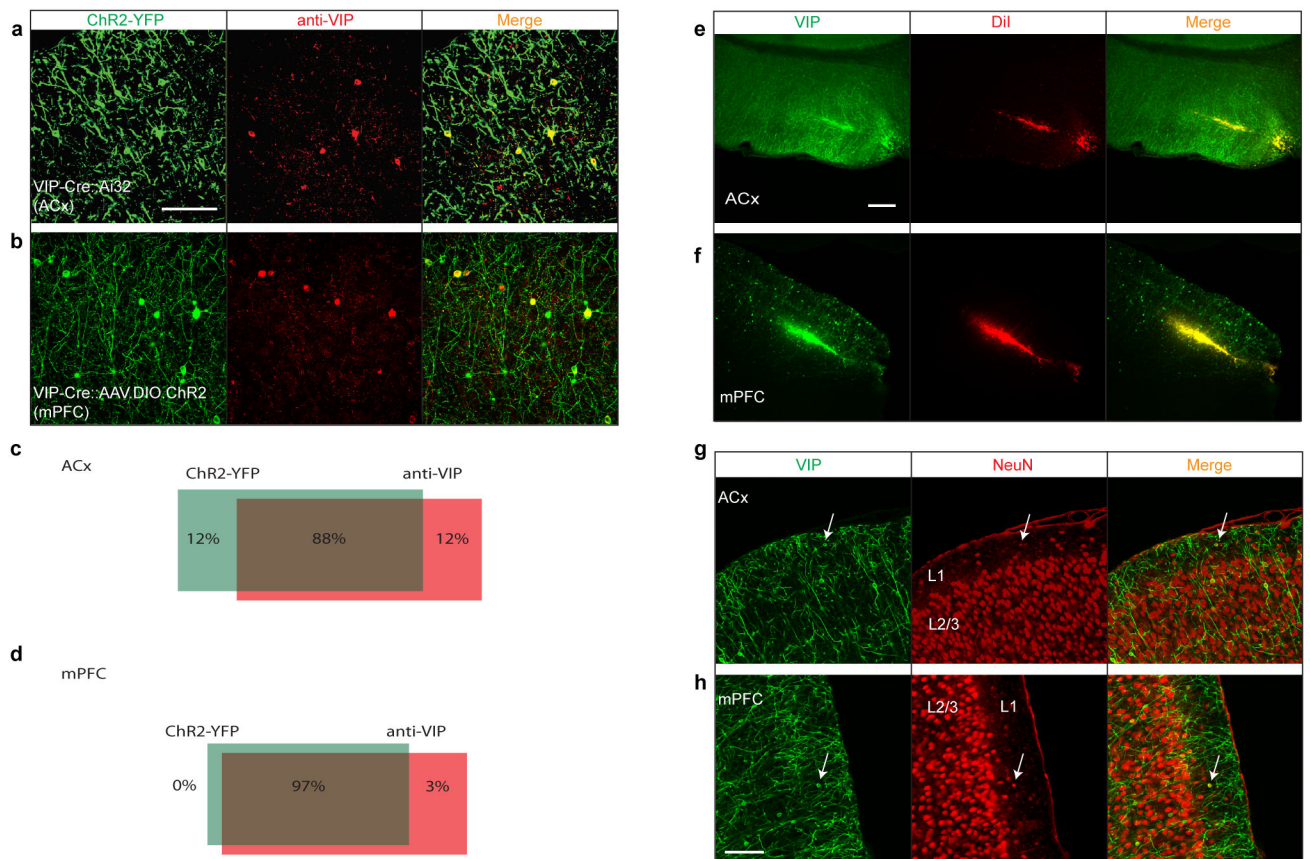 a
ChR2-YFP
anti-VIP
Merge
VIP-Cre::Ai32
(ACx)
b
VIP-Cre::AAV.DIO.ChR2
(mPFC)
c
ACx
ChR2-YFP
anti-VIP
12%
88%
12%
d
mPFC
ChR2-YFP
anti-VIP
0%
97%
3%
e
VIP
DiI
Merge
ACx
f
mPFC
g
VIP
NeuN
Merge
ACx
L1
L2/3
h
mPFC
L2/3
L1